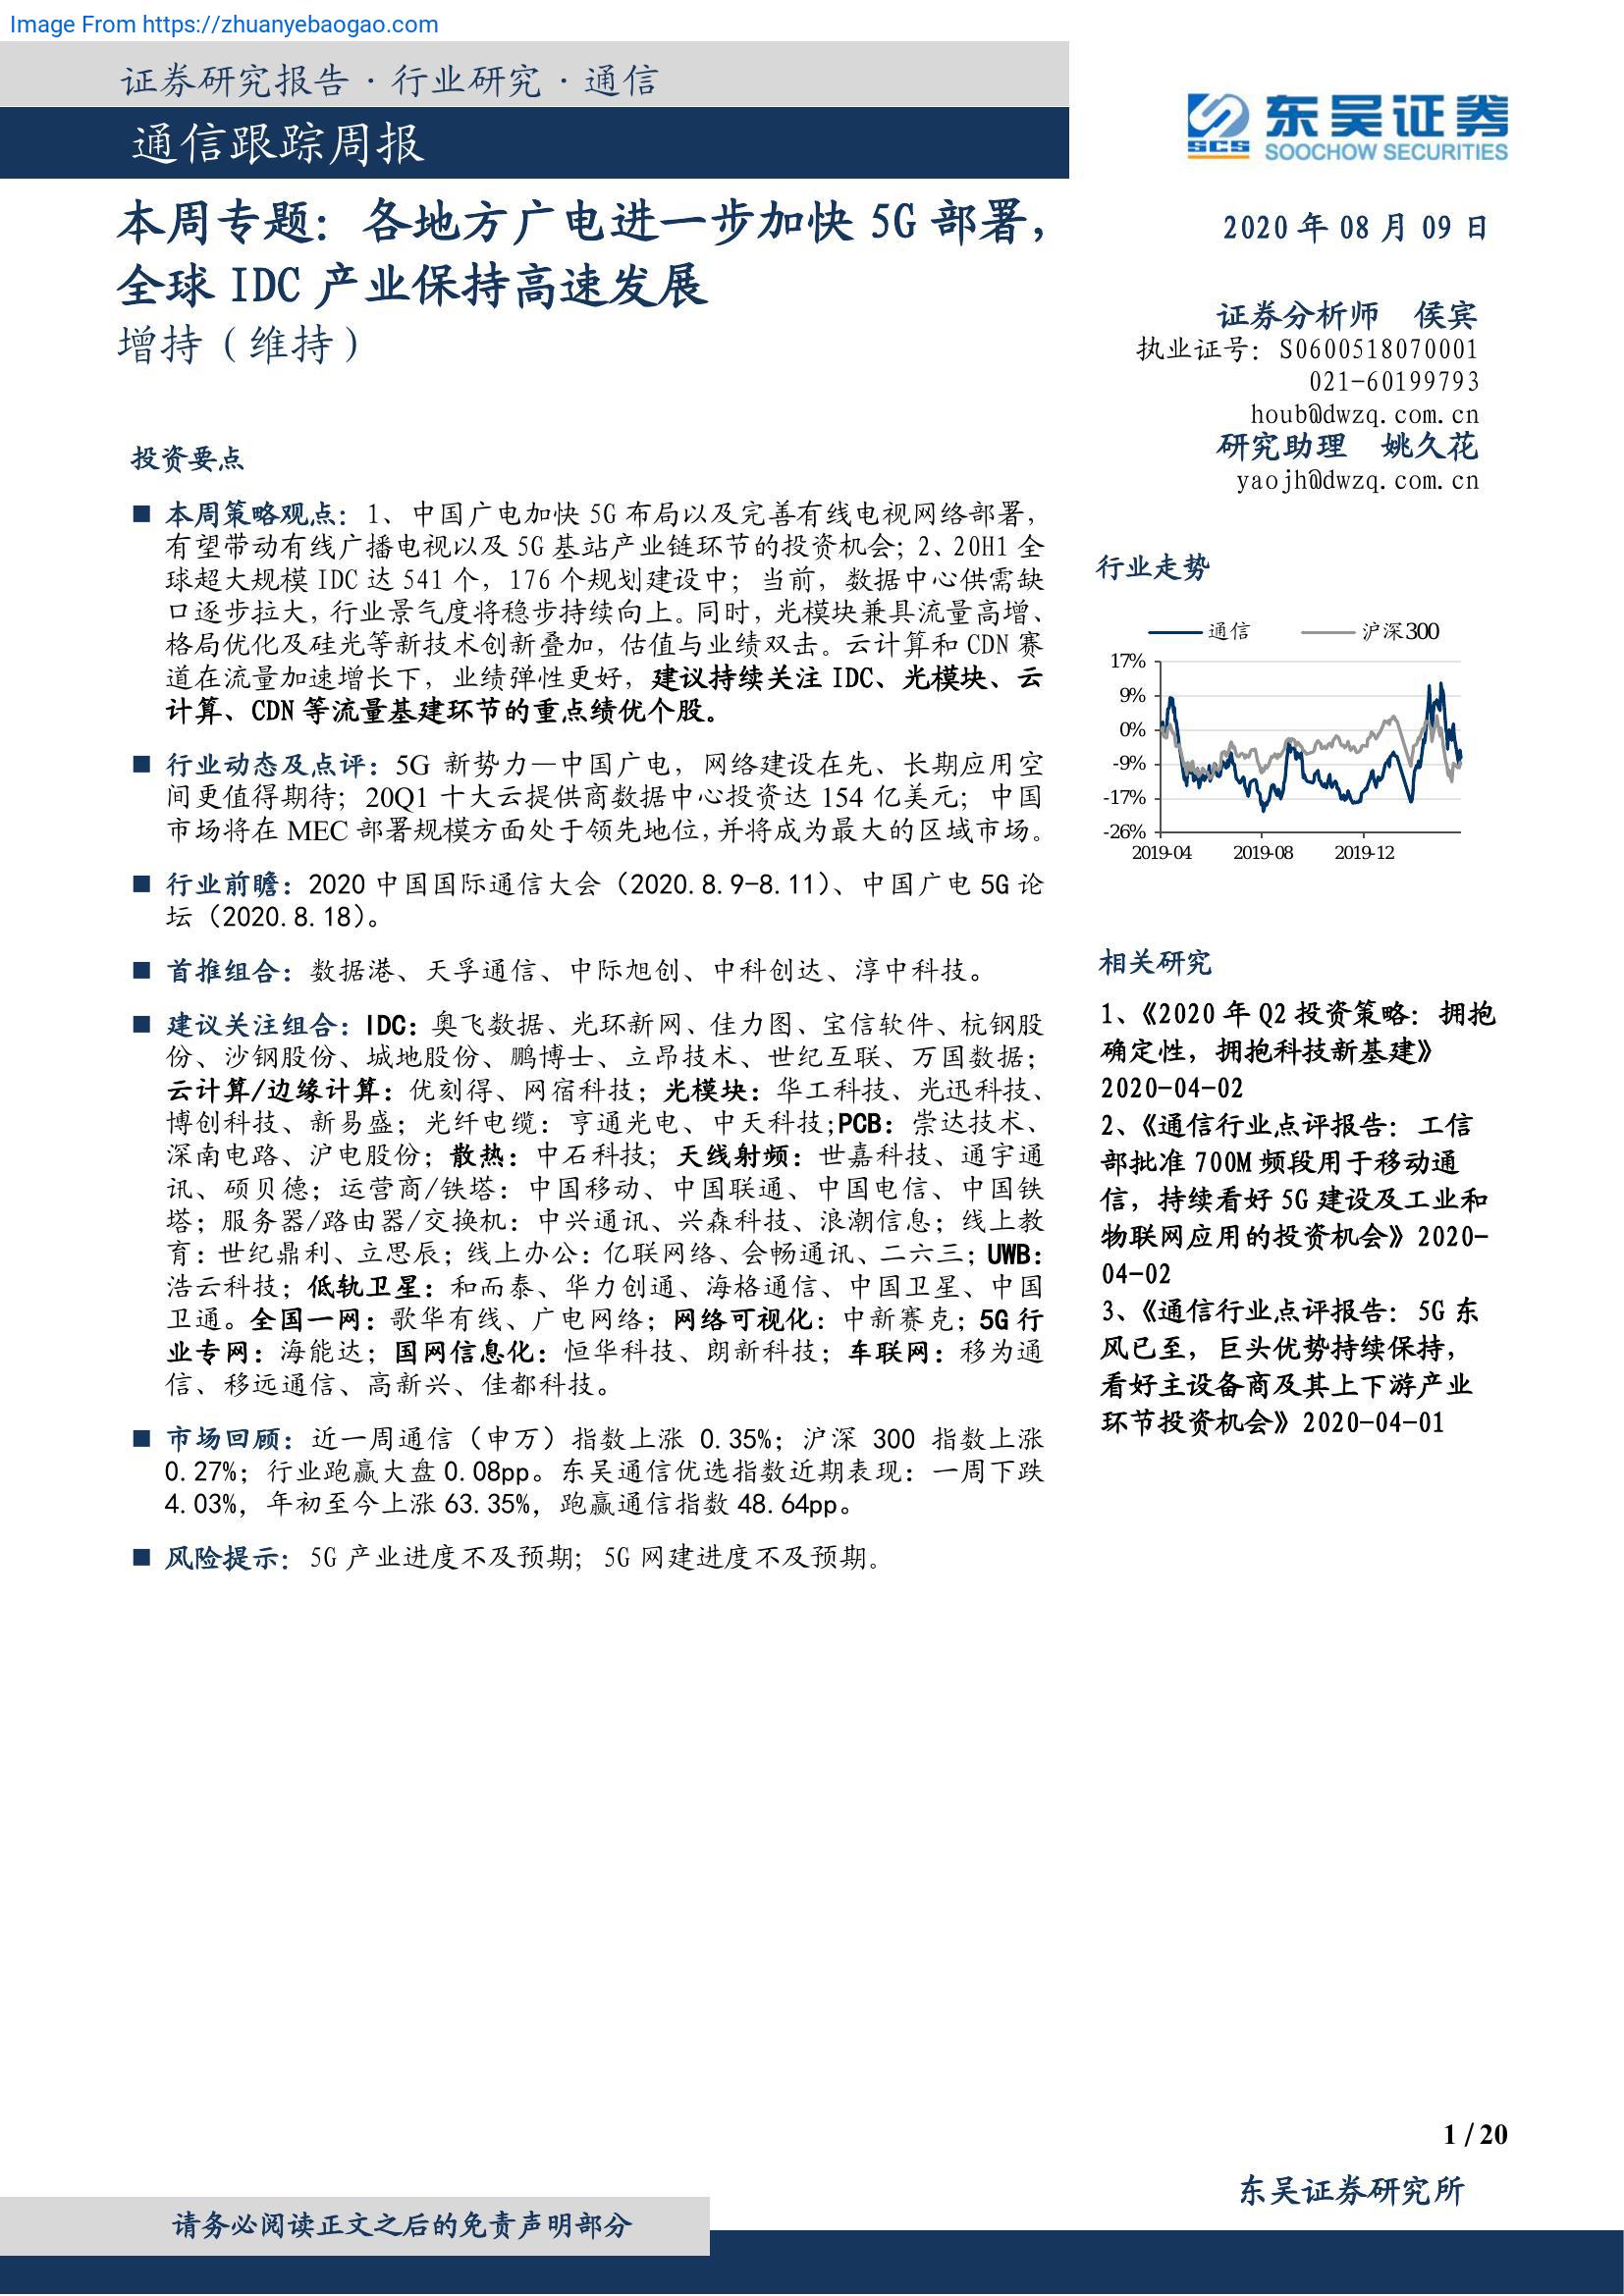 Image From https://zhuanyebaogao.com
证券研究报告·行业研究·通信
通信跟踪周报
东吴证券
SCS
SOOCHOW SECURITIES
本周专题：各地方广电进一步加快 5G 部署，
全球 IDC 产业保持高速发展
增持（维持）
2020 年 08 月 09 日
证券分析师 侯宾
执业证号：S0600518070001
021-60199793
houb@dwzq.com.cn
研究助理 姚久花
yaojh@dwzq.com.cn
投资要点
■ 本周策略观点：1、中国广电加快 5G 布局以及完善有线电视网络部署，
有望带动有线广播电视以及 5G 基站产业链环节的投资机会；2、20H1 全
球超大规模 IDC 达 541 个，176 个规划建设中；当前，数据中心供需缺
口逐步拉大，行业景气度将稳步持续向上。同时，光模块兼具流量高增、
格局优化及硅光等新技术创新叠加，估值与业绩双击。云计算和 CDN 赛
道在流量加速增长下，业绩弹性更好，建议持续关注 IDC、光模块、云
计算、CDN 等流量基建环节的重点绩优个股。
■ 行业动态及点评：5G 新势力—中国广电，网络建设在先、长期应用空
间更值得期待；20Q1 十大云提供商数据中心投资达 154 亿美元；中国
市场将在 MEC 部署规模方面处于领先地位，并将成为最大的区域市场。
■ 行业前瞻：2020 中国国际通信大会（2020.8.9-8.11）、中国广电 5G 论
坛（2020.8.18）。
■ 首推组合：数据港、天孚通信、中际旭创、中科创达、淳中科技。
■ 建议关注组合：IDC：奥飞数据、光环新网、佳力图、宝信软件、杭钢股
份、沙钢股份、城地股份、鹏博士、立昂技术、世纪互联、万国数据；
云计算/边缘计算：优刻得、网宿科技；光模块：华工科技、光迅科技、
博创科技、新易盛；光纤电缆：亨通光电、中天科技;PCB：崇达技术、
深南电路、沪电股份；散热：中石科技；天线射频：世嘉科技、通宇通
讯、硕贝德；运营商/铁塔：中国移动、中国联通、中国电信、中国铁
塔；服务器/路由器/交换机：中兴通讯、兴森科技、浪潮信息；线上教
育：世纪鼎利、立思辰；线上办公：亿联网络、会畅通讯、二六三；UWB：
浩云科技；低轨卫星：和而泰、华力创通、海格通信、中国卫星、中国
卫通。全国一网：歌华有线、广电网络；网络可视化：中新赛克；5G 行
业专网：海能达；国网信息化：恒华科技、朗新科技；车联网：移为通
信、移远通信、高新兴、佳都科技。
■ 市场回顾：近一周通信（申万）指数上涨 0.35%；沪深 300 指数上涨
0.27%；行业跑赢大盘 0.08pp。东吴通信优选指数近期表现：一周下跌
4.03%，年初至今上涨 63.35%，跑赢通信指数 48.64pp。
■ 风险提示：5G 产业进度不及预期；5G 网建进度不及预期。
行业走势
通信 沪深300
17%
9%
0%
-9%
-17%
-26%
2019-04 2019-08 2019-12
相关研究
1、《2020 年 Q2 投资策略：拥抱
确定性，拥抱科技新基建》
2020-04-02
2、《通信行业点评报告：工信
部批准 700M 频段用于移动通
信，持续看好 5G 建设及工业和
物联网应用的投资机会》2020-
04-02
3、《通信行业点评报告：5G 东
风已至，巨头优势持续保持，
看好主设备商及其上下游产业
环节投资机会》2020-04-01
1 / 20
东吴证券研究所
请务必阅读正文之后的免责声明部分